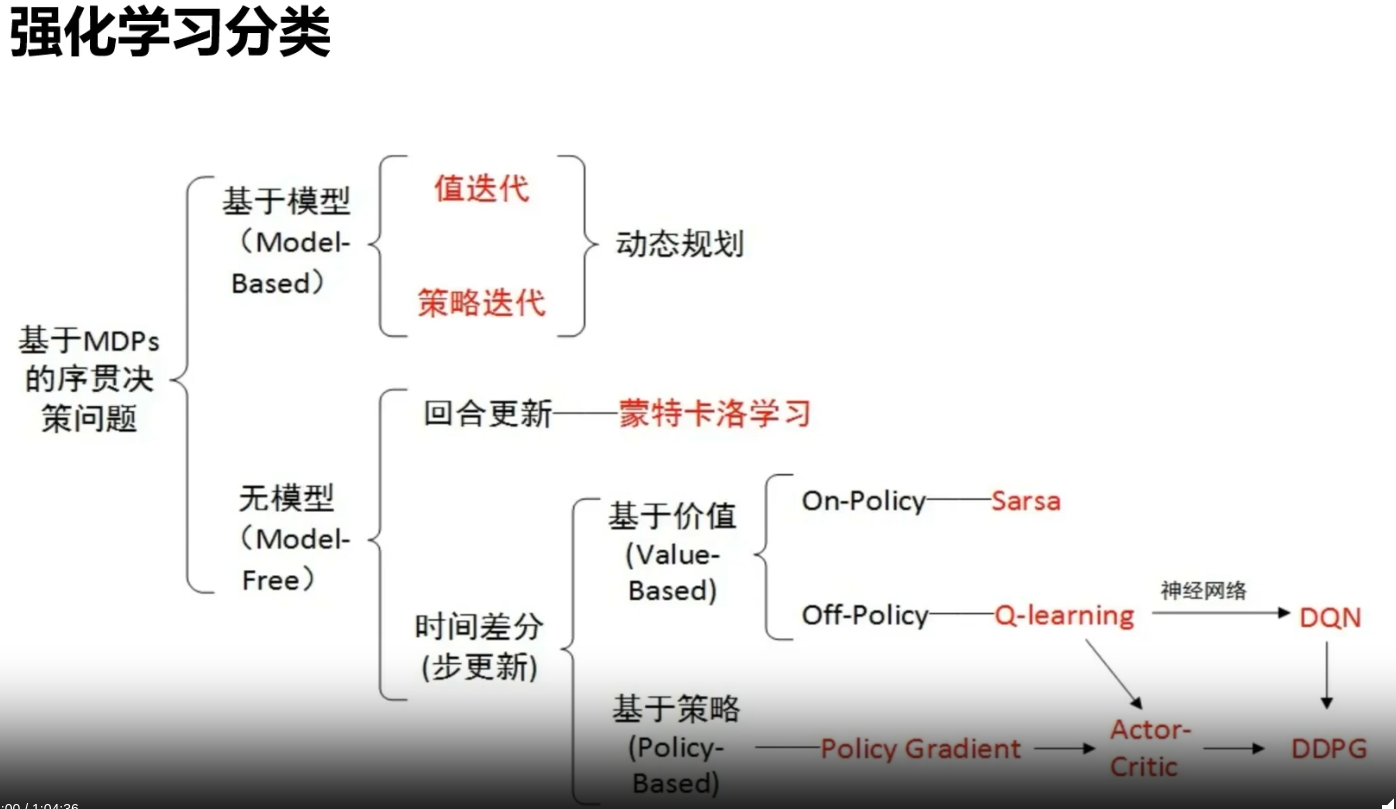 强化学习分类
基于MDPs
的序贯决
策问题
基于模型
（Model-
Based）
值迭代
策略迭代
动态规划
无模型
（Model-
Free）
回合更新
蒙特卡洛学习
时间差分
(步更新)
基于价值
(Value-
Based)
On-Policy
Sarsa
Off-Policy
Q-learning
神经网络
DQN
基于策略
(Policy-
Based)
Policy Gradient
Actor-
Critic
DDPG
:00 / 1:04:36